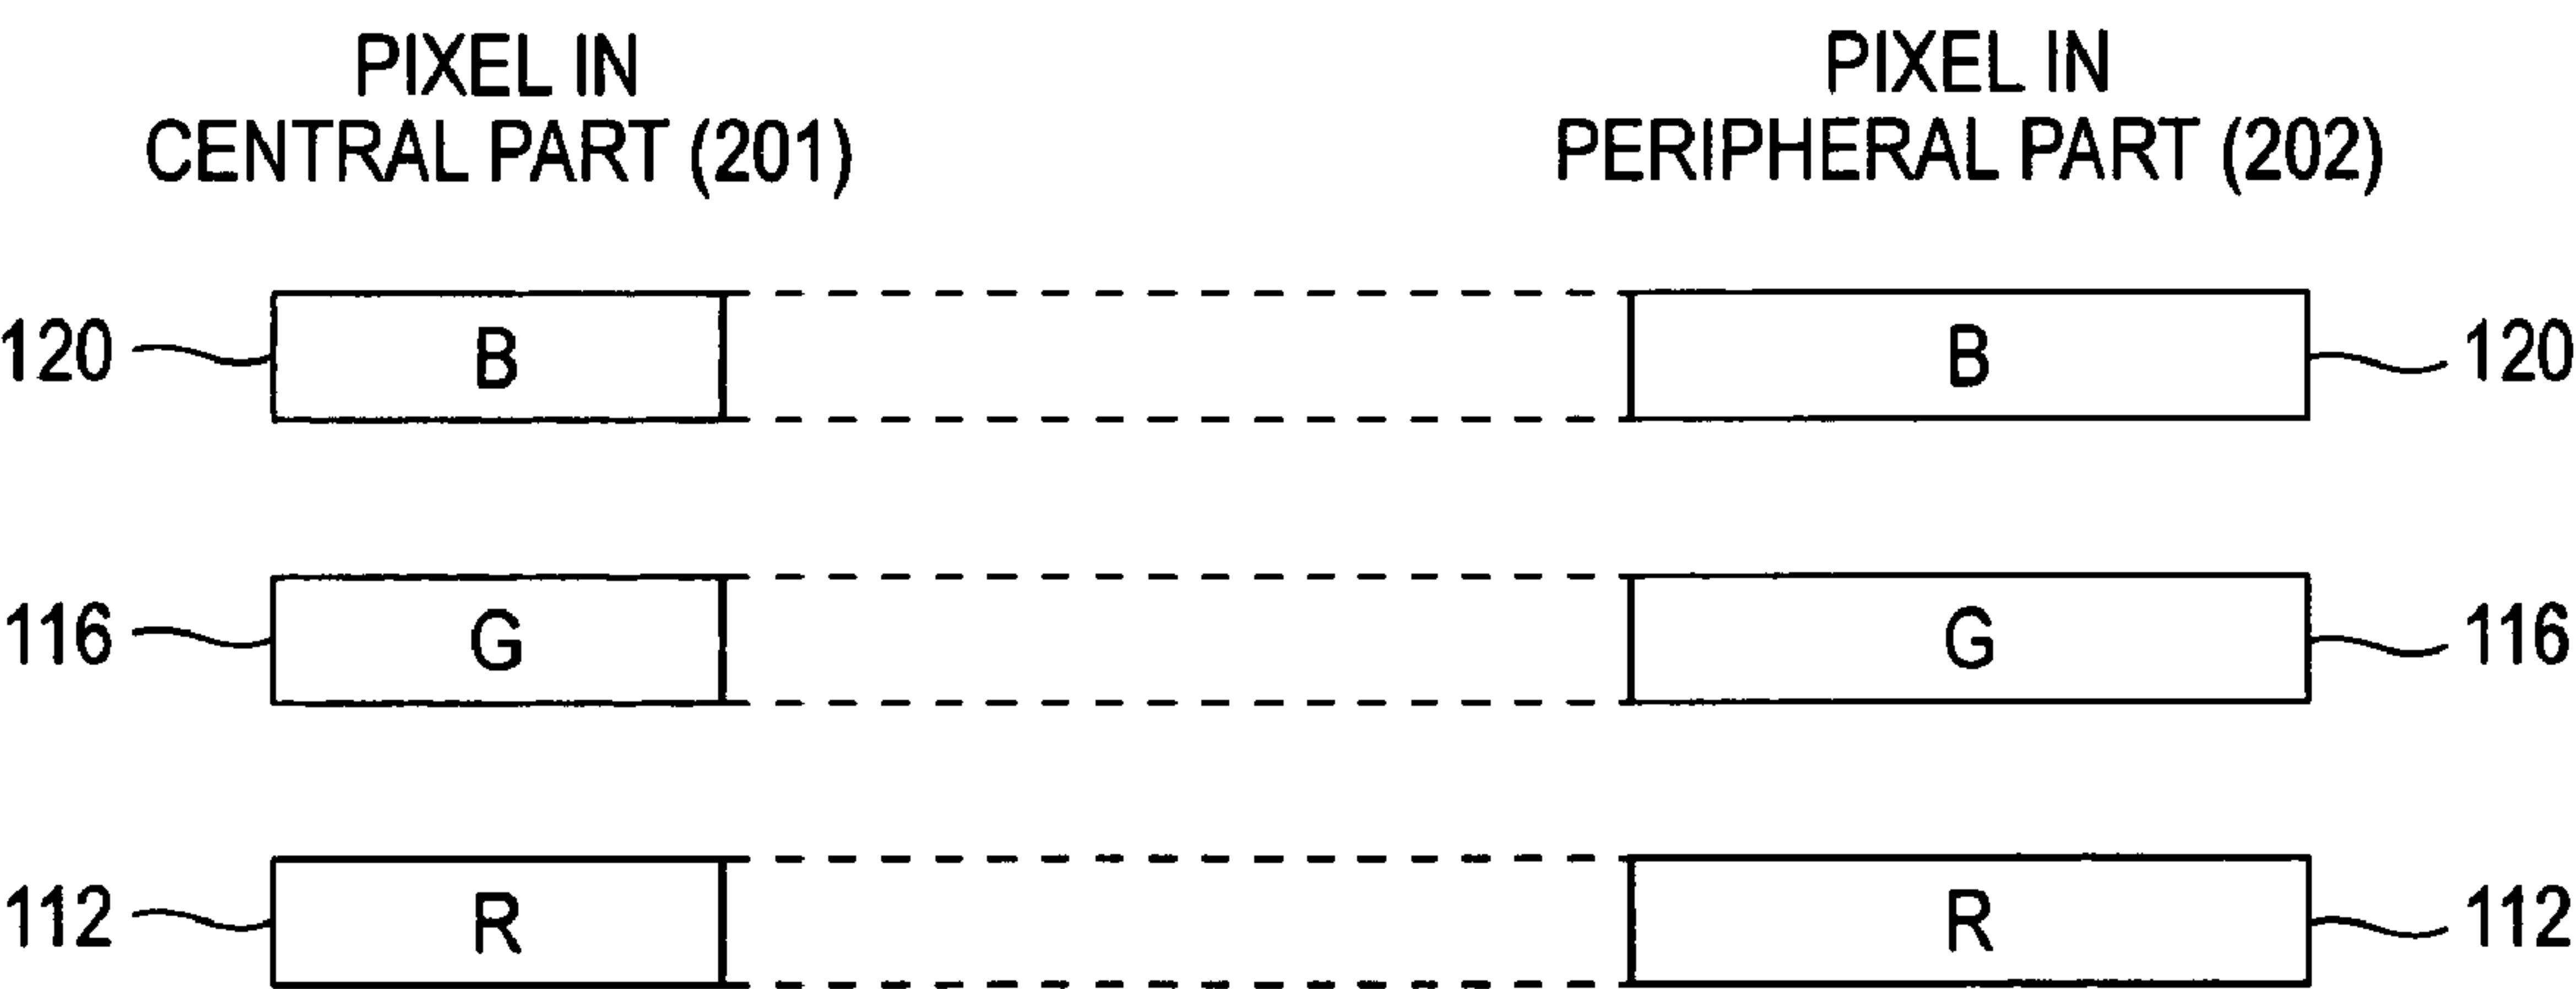 PIXEL IN
CENTRAL PART (201)
PIXEL IN
PERIPHERAL PART (202)
120 B B 120
116 G G 116
112 R R 112